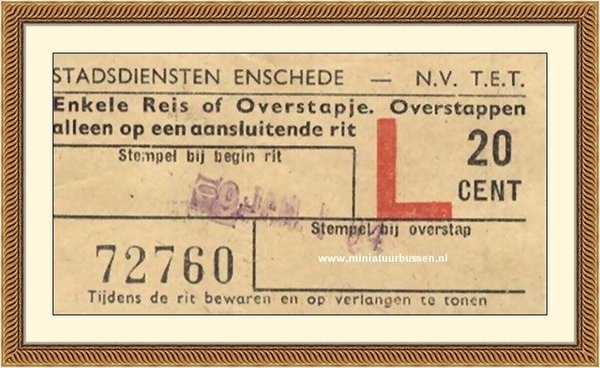 STADSDIENSTEN ENSCHEDE — N.V. T.E.T.
Enkele Reis of Overstapje. Overstappen
alleen op een aansluitende rit
L
20
CENT
Stempel bij begin rit
JAN
Stempel bij overstap
72760
www.miniatuurbussen.nl
Tijdens de rit bewaren en op verlangen te tonen